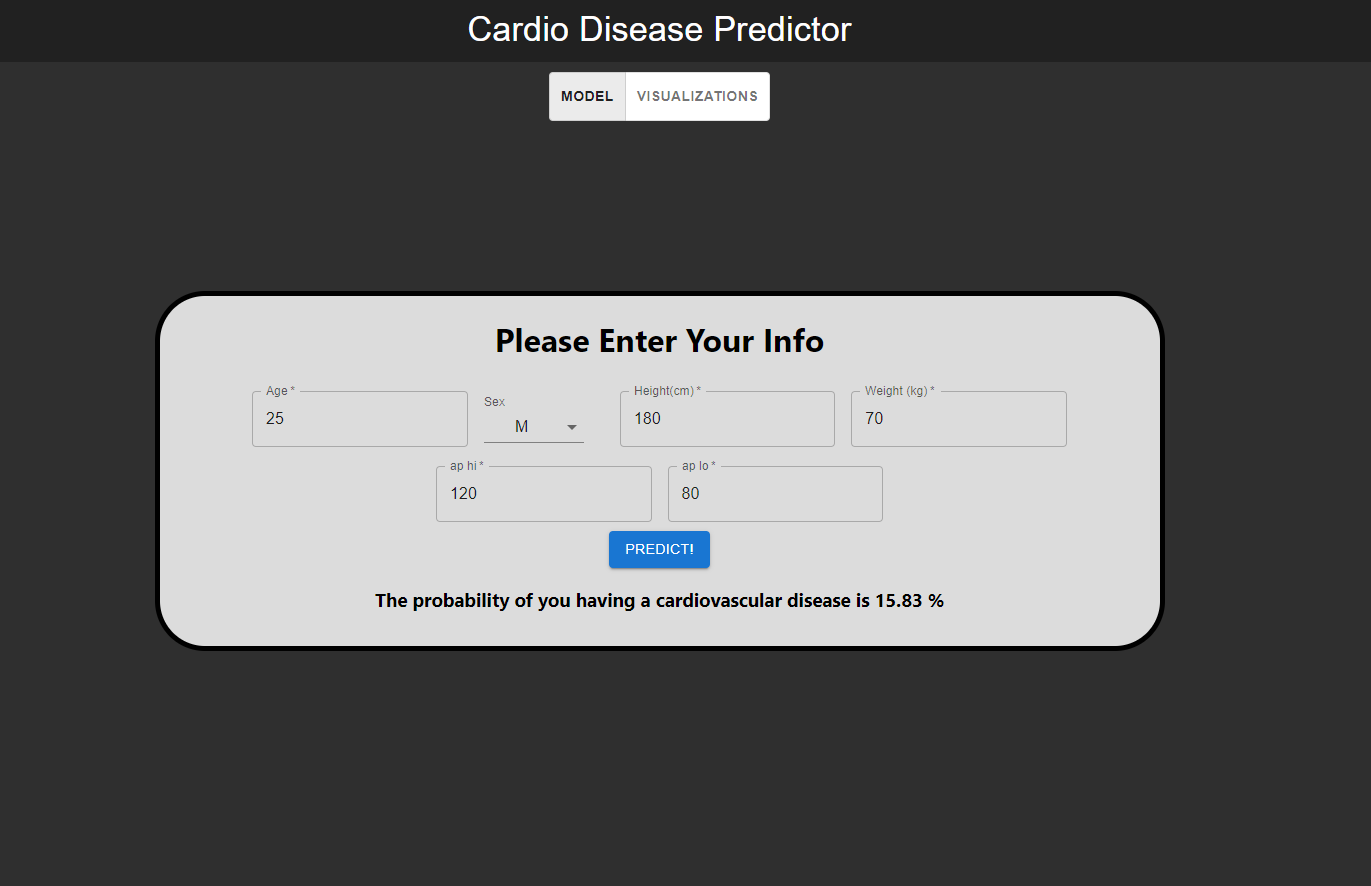 Cardio Disease Predictor
MODEL VISUALIZATIONS
Please Enter Your Info
Age * Sex Height(cm) * Weight (kg) *
25 M 180 70
ap hi * ap lo *
120 80
PREDICT!
The probability of you having a cardiovascular disease is 15.83 %